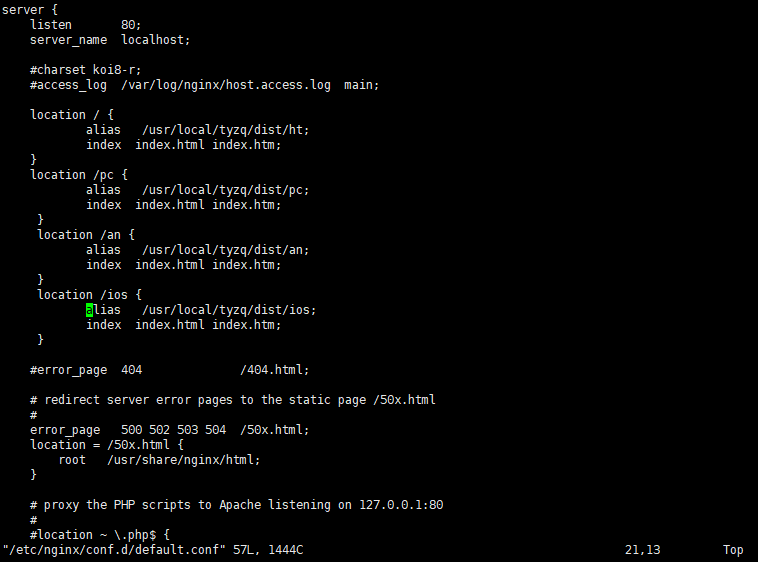 server {
    listen       80;
    server_name  localhost;

    #charset koi8-r;
    #access_log  /var/log/nginx/host.access.log  main;

    location / {
            alias   /usr/local/tyzq/dist/ht;
            index  index.html index.htm;
    }
    location /pc {
            alias   /usr/local/tyzq/dist/pc;
            index  index.html index.htm;
     }
     location /an {
            alias   /usr/local/tyzq/dist/an;
            index  index.html index.htm;
     }
     location /ios {
            alias   /usr/local/tyzq/dist/ios;
            index  index.html index.htm;
     }

    #error_page  404              /404.html;

    # redirect server error pages to the static page /50x.html
    #
    error_page   500 502 503 504  /50x.html;
    location = /50x.html {
        root   /usr/share/nginx/html;
    }

    # proxy the PHP scripts to Apache listening on 127.0.0.1:80
    #
    #location ~ \.php$ {
"/etc/nginx/conf.d/default.conf" 57L, 1444C                                                  21,13         Top